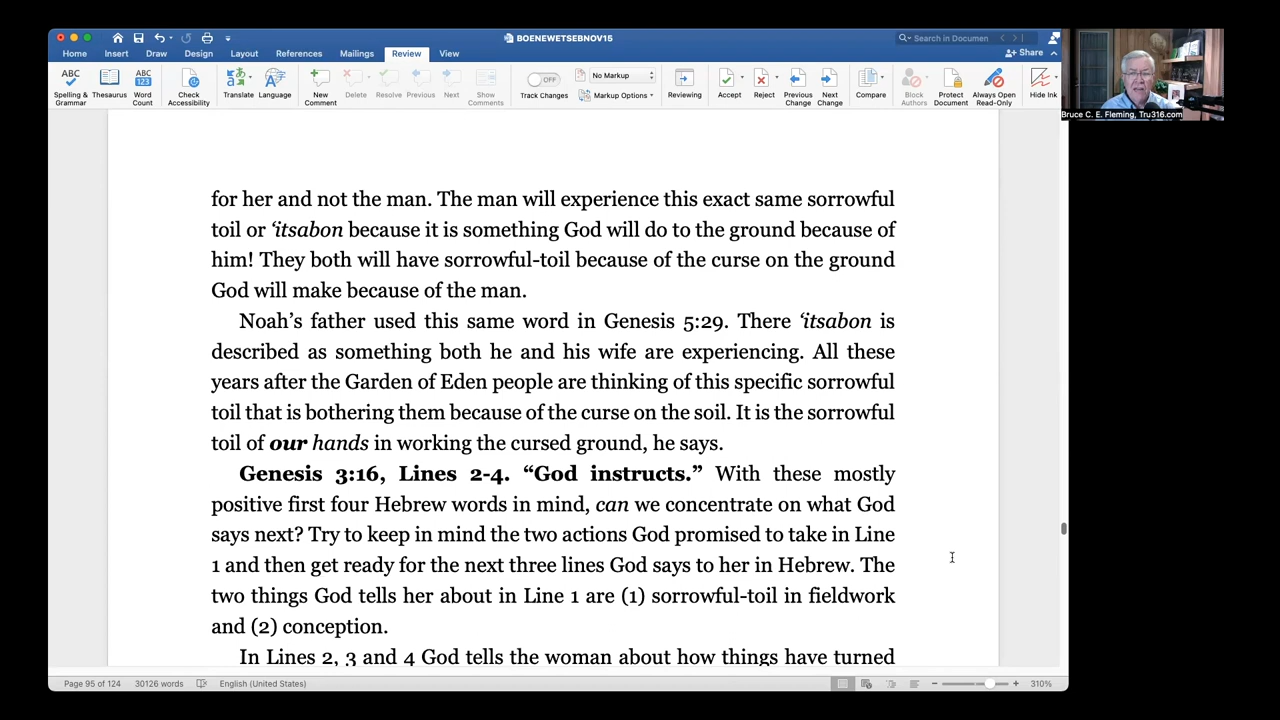 BOENEWETSEBNOV15
Search in Documen
Home Insert Draw Design Layout References Mailings Review View
Share
ABC ABC 123
OFF No Markup
Spelling & Grammar Thesaurus Word Count Check Accessibility Translate Language New Comment Delete Resolve Previous Next Show Comments Track Changes Markup Options Reviewing Accept Reject Previous Change Next Change Compare Block Authors Protect Document Always Open Read-Only Hide Ink
Bruce C. E. Fleming, Tru316.com
for her and not the man. The man will experience this exact same sorrowful
toil or ‘itsabon because it is something God will do to the ground because of
him! They both will have sorrowful-toil because of the curse on the ground
God will make because of the man.
Noah’s father used this same word in Genesis 5:29. There ‘itsabon is
described as something both he and his wife are experiencing. All these
years after the Garden of Eden people are thinking of this specific sorrowful
toil that is bothering them because of the curse on the soil. It is the sorrowful
toil of our hands in working the cursed ground, he says.
Genesis 3:16, Lines 2-4. “God instructs.” With these mostly
positive first four Hebrew words in mind, can we concentrate on what God
says next? Try to keep in mind the two actions God promised to take in Line
1 and then get ready for the next three lines God says to her in Hebrew. The
two things God tells her about in Line 1 are (1) sorrowful-toil in fieldwork
and (2) conception.
In Lines 2, 3 and 4 God tells the woman about how things have turned
Page 95 of 124 30126 words English (United States) 310%